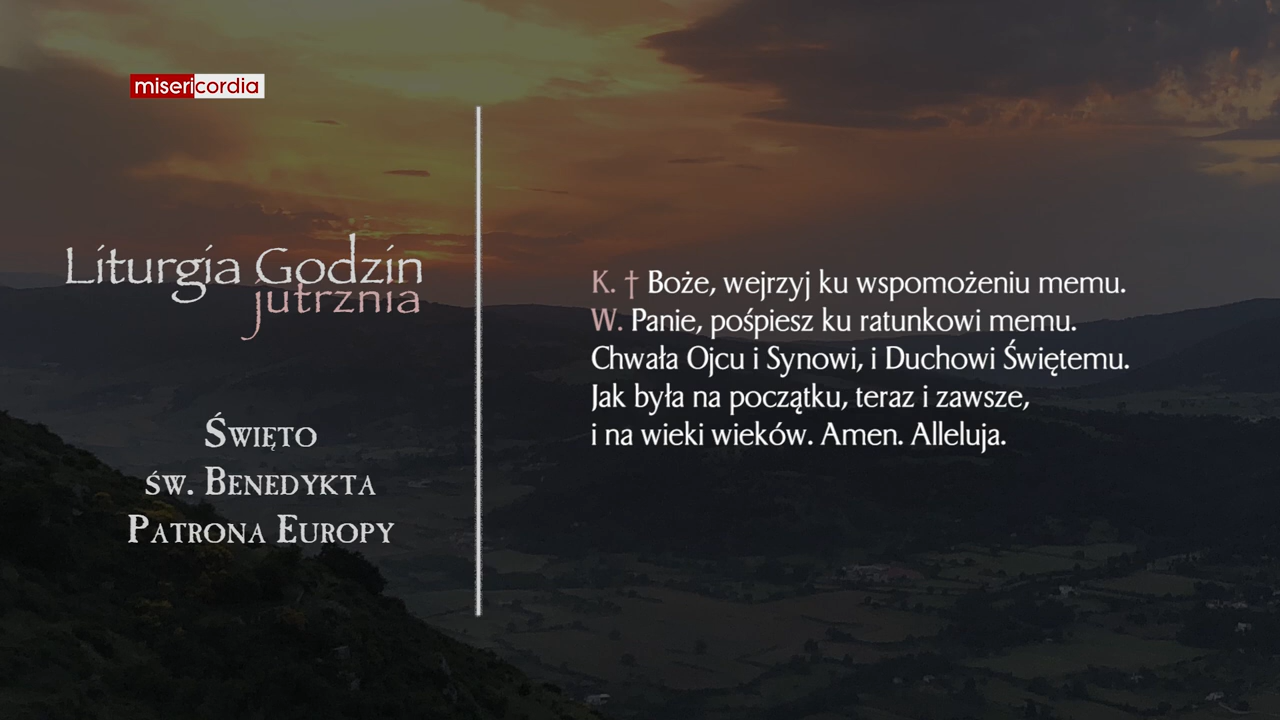 misericordia
Liturgia Godzin
jutrznia
Święto
św. Benedykta
Patrona Europy
K. † Boże, wejrzyj ku wspomożeniu memu.
W. Panie, pośpiesz ku ratunkowi memu.
Chwała Ojcu i Synowi, i Duchowi Świętemu.
Jak była na początku, teraz i zawsze,
i na wieki wieków. Amen. Alleluja.